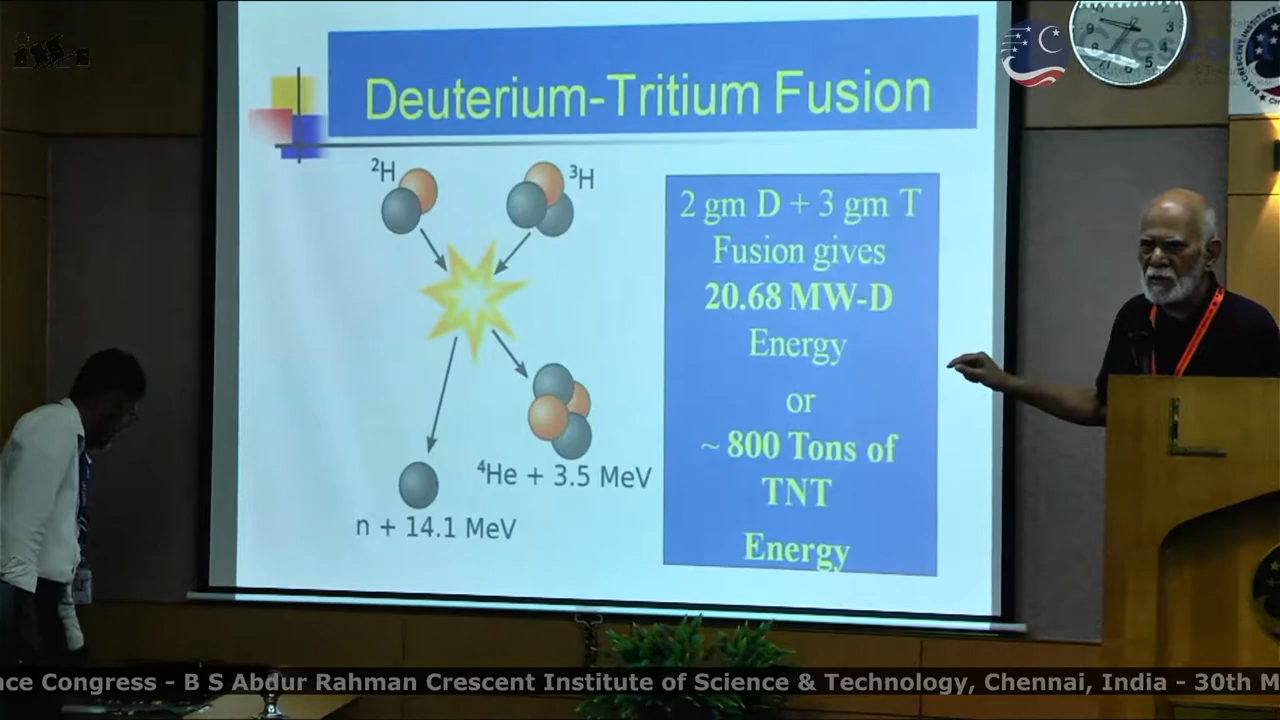 Deuterium-Tritium Fusion
²H
³H
⁴He + 3.5 MeV
n + 14.1 MeV
2 gm D + 3 gm T
Fusion gives
20.68 MW-D
Energy
or
~ 800 Tons of
TNT
Energy
Crescent
nce Congress - B S Abdur Rahman Crescent Institute of Science & Technology, Chennai, India - 30th M